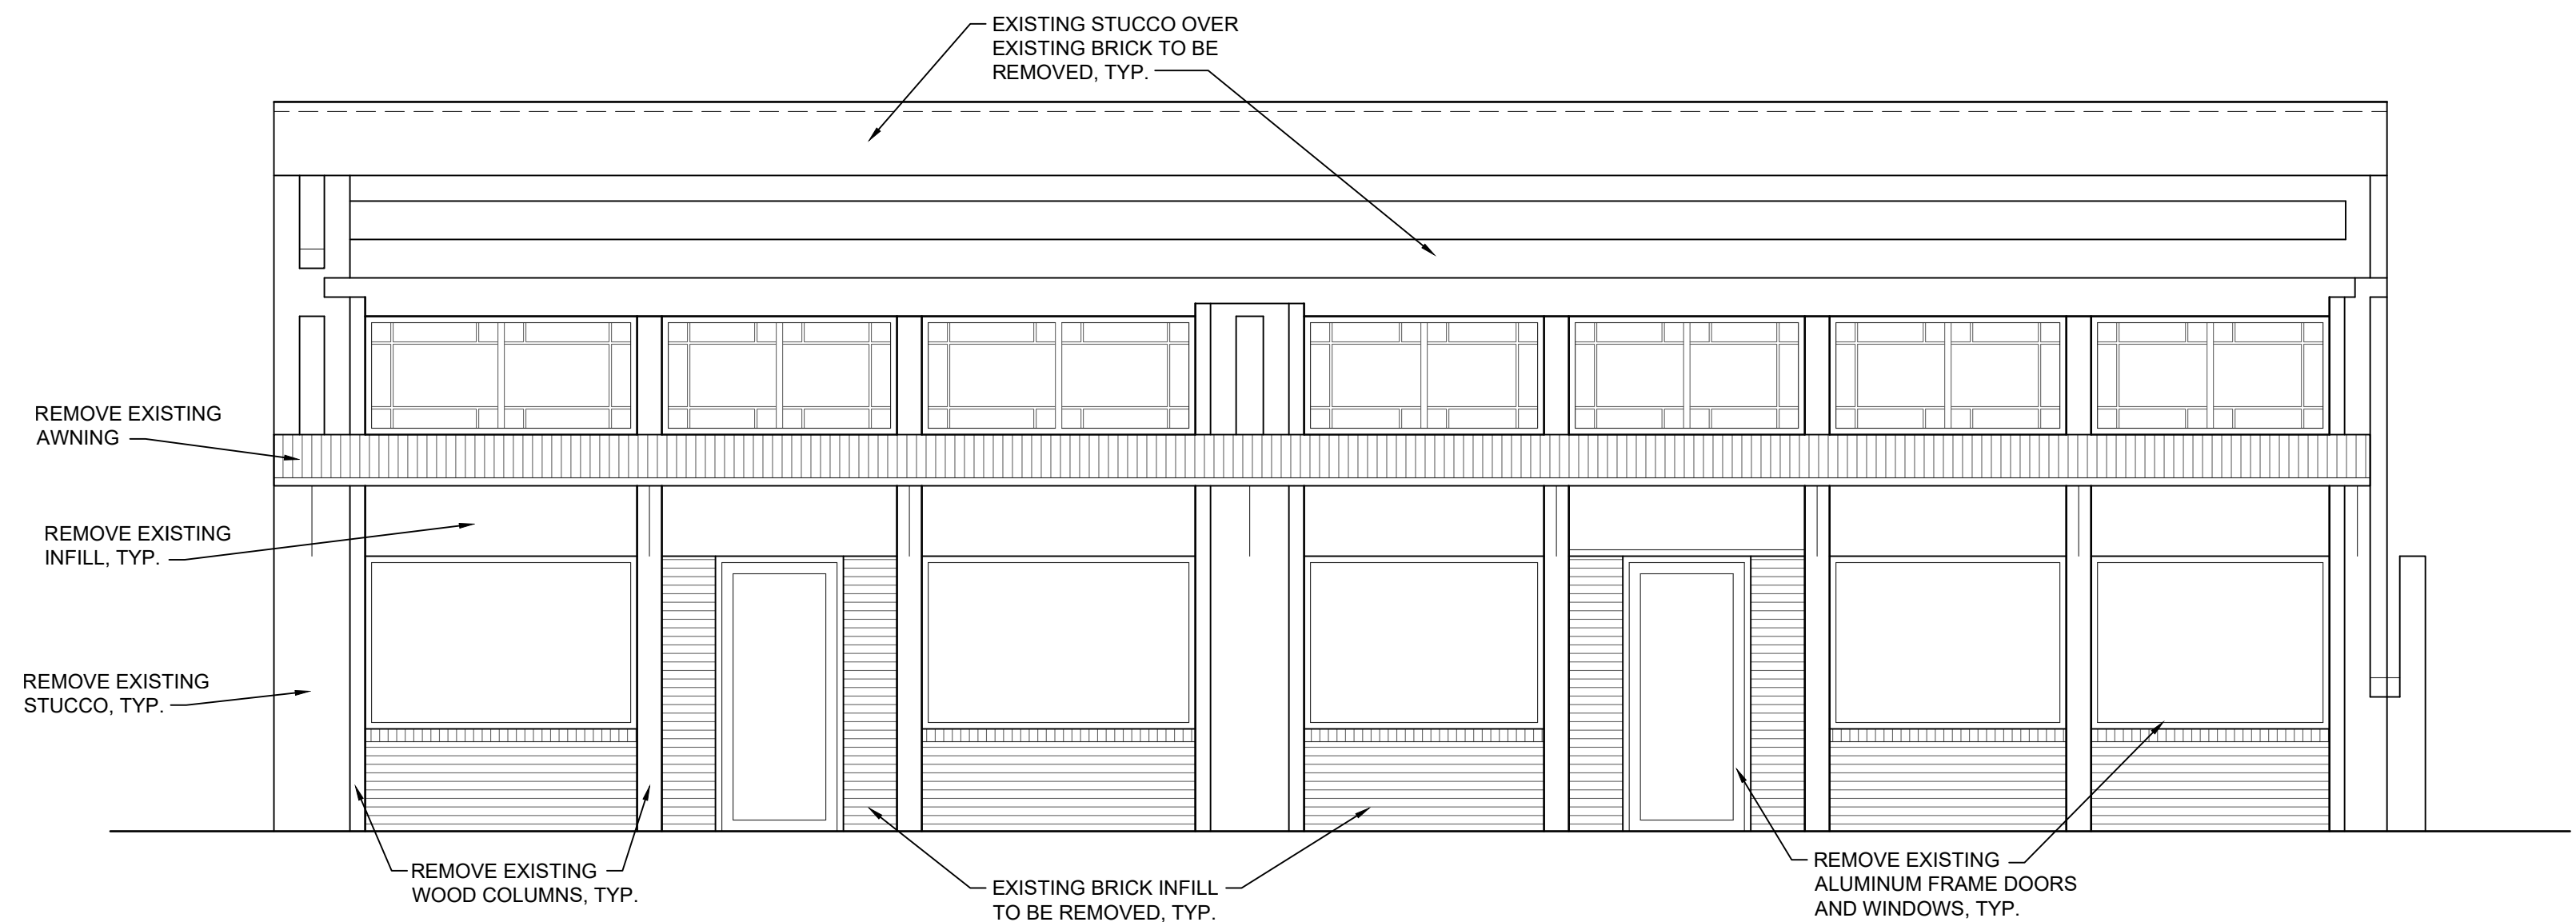 EXISTING STUCCO OVER
EXISTING BRICK TO BE
REMOVED, TYP.
REMOVE EXISTING
AWNING
REMOVE EXISTING
INFILL, TYP.
REMOVE EXISTING
STUCCO, TYP.
REMOVE EXISTING
WOOD COLUMNS, TYP.
EXISTING BRICK INFILL
TO BE REMOVED, TYP.
REMOVE EXISTING
ALUMINUM FRAME DOORS
AND WINDOWS, TYP.